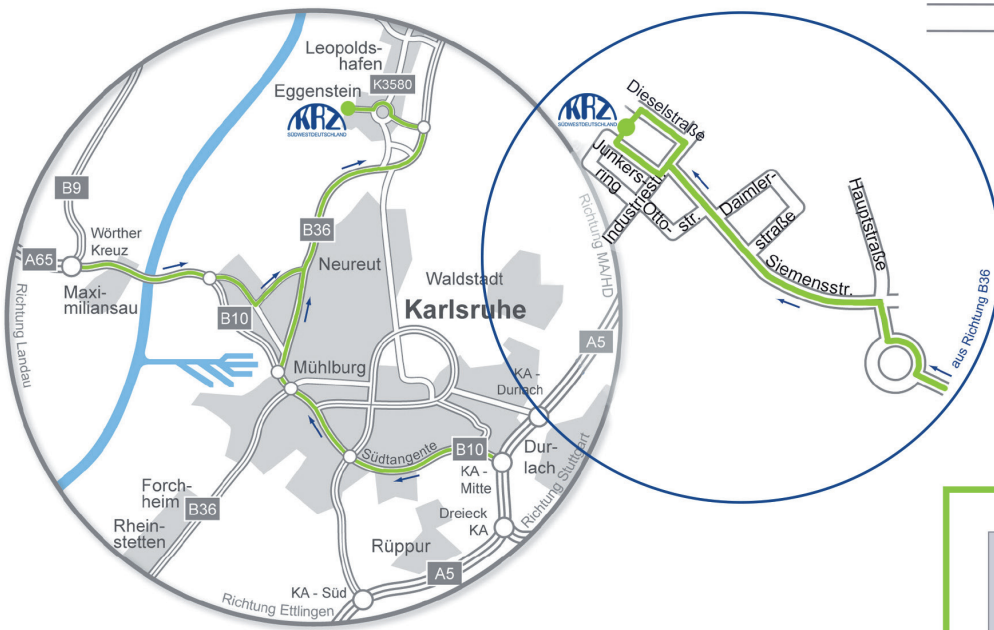 Leopolds-
hafen
K3580
Eggenstein
KRZ
SÜDWESTDEUTSCHLAND
B9
B36
A65
Wörther
Kreuz
Neureut
Maxi-
miliansau
Waldstadt
Karlsruhe
B10
Richtung Landau
Mühlburg
Richtung MA/HD
A5
KA -
Durlach
Südtangente
B10
Dur-
lach
KA -
Mitte
Richtung Stuttgart
Forch-
heim
B36
Rhein-
stetten
Dreieck
KA
Rüppur
A5
KA - Süd
Richtung Ettlingen
KRZ
SÜDWESTDEUTSCHLAND
Dieselstraße
Junkers-
ring
Industriestr.
Otto-
str.
Daimler-
straße
Hauptstraße
Siemensstr.
aus Richtung B36